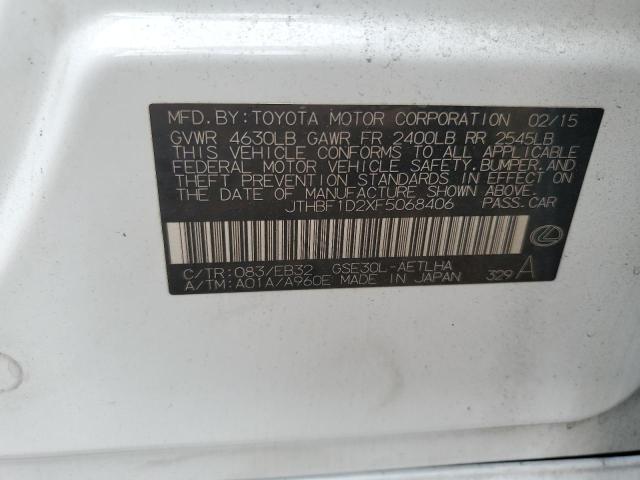 MFD. BY: TOYOTA MOTOR CORPORATION 02/15
GVWR 4630LB GAWR FR 2400LB RR 2545LB
THIS VEHICLE CONFORMS TO ALL APPLICABLE
FEDERAL MOTOR VEHICLE SAFETY, BUMPER, AND
THEFT PREVENTION STANDARDS IN EFFECT ON
THE DATE OF MANUFACTURE SHOWN ABOVE.
JTHBF1D2XF5068406 PASS. CAR
C/TR: 083/EB32 GSE30L-AETLHA
A/TM: A01A/A960E MADE IN JAPAN 329 A